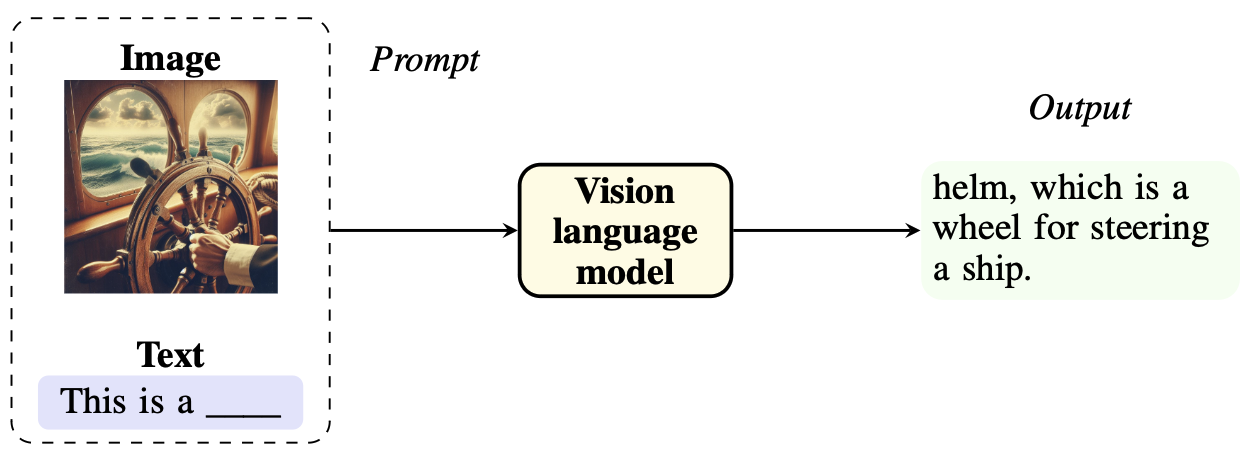 Image
Prompt
Output
Vision
language
model
helm, which is a
wheel for steering
a ship.
Text
This is a ____